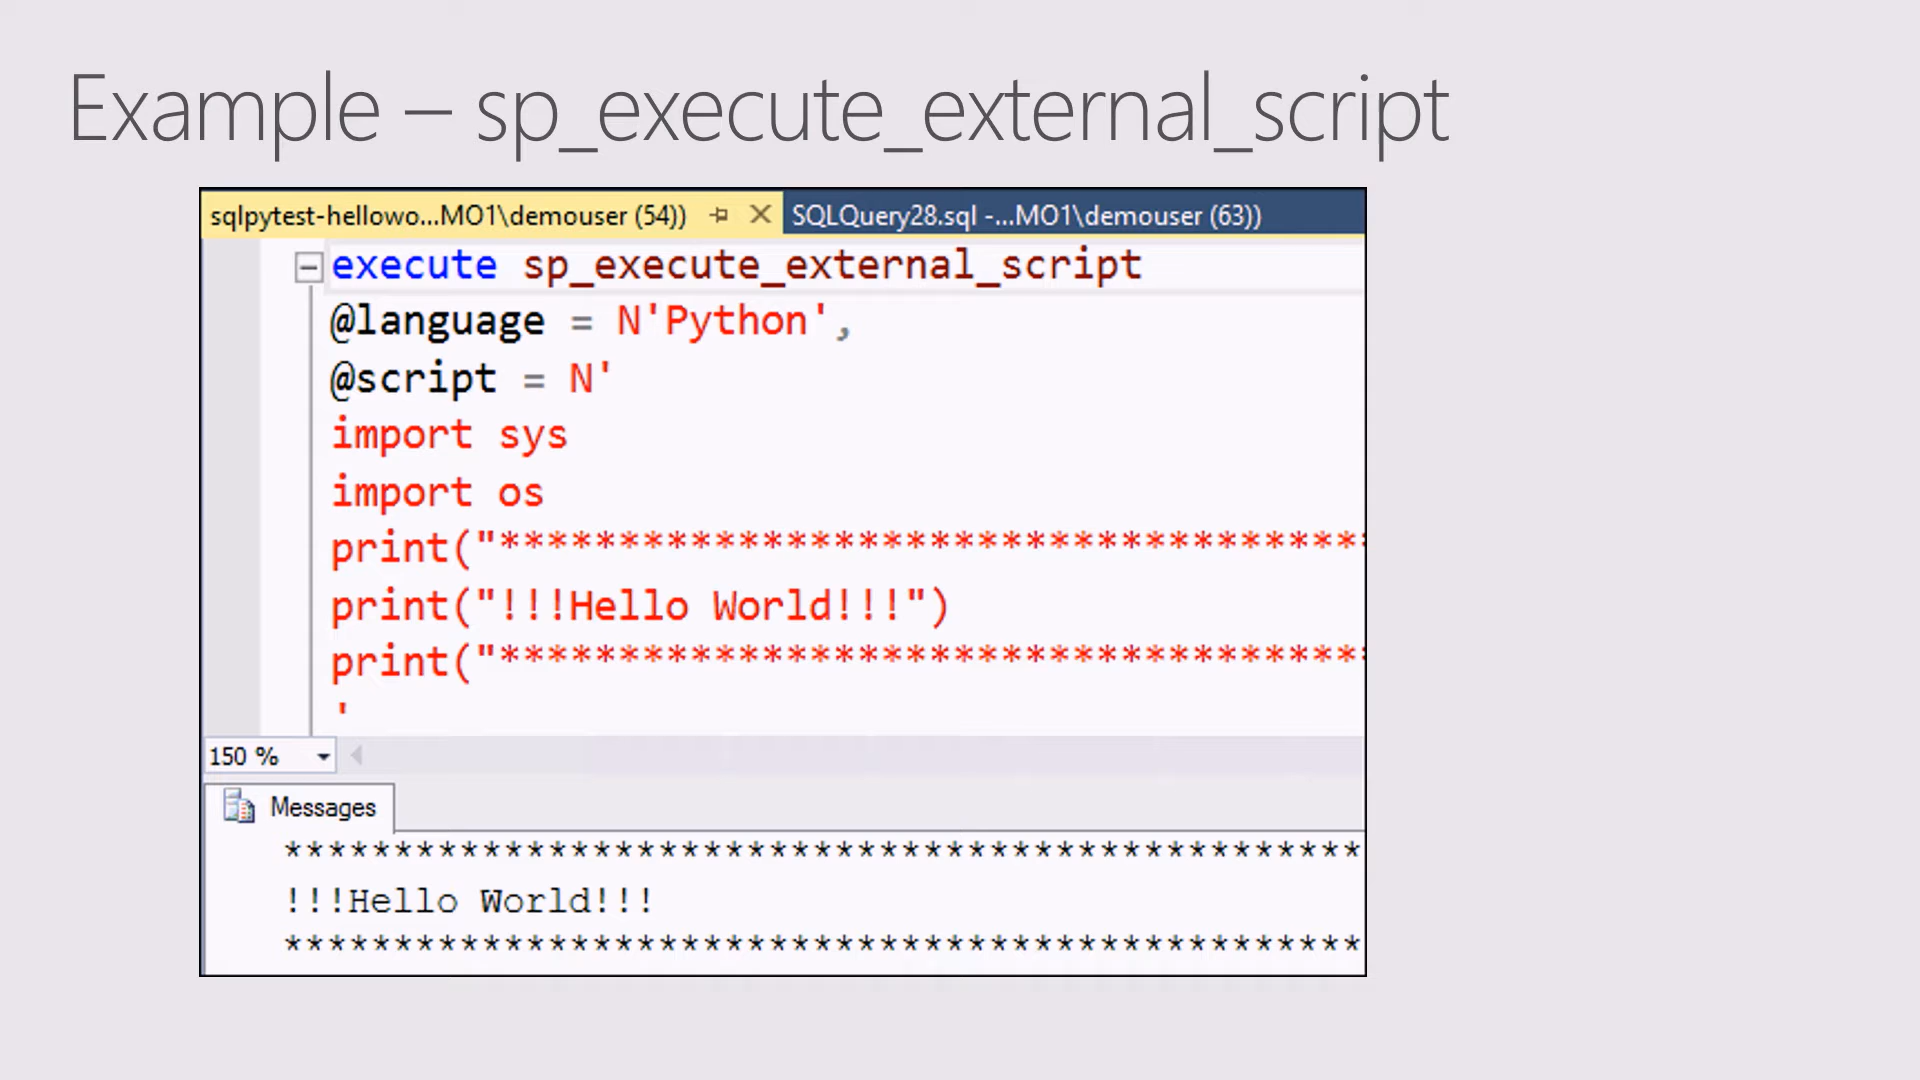 Example – sp_execute_external_script
sqlpytest-hellowo...MO1\demouser (54))
SQLQuery28.sql -...MO1\demouser (63))
execute sp_execute_external_script
@language = N'Python',
@script = N'
import sys
import os
print("*************************************
print("!!!Hello World!!!")
print("*************************************
'
150 %
Messages
*************************************************
!!!Hello World!!!
*************************************************